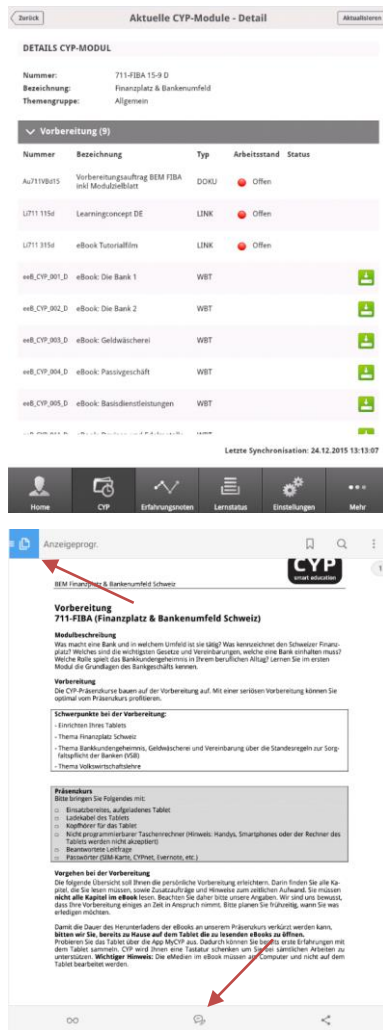 Zurück
Aktuelle CYP-Module - Detail
Aktualisieren
DETAILS CYP-MODUL
Nummer: 711-FIBA 15-9 D
Bezeichnung: Finanzplatz & Bankenumfeld
Themengruppe: Allgemein
Vorbereitung (9)
Nummer Bezeichnung Typ Arbeitsstand Status
Au711VBd15 Vorbereitungsauftrag BEM FIBA inkl Modulzielblatt DOKU Offen
Li711 115d Learningconcept DE LINK Offen
Li711 315d eBook Tutorialfilm LINK Offen
eeB_CYP_001_D eBook: Die Bank 1 WBT
eeB_CYP_002_D eBook: Die Bank 2 WBT
eeB_CYP_003_D eBook: Geldwäscherei WBT
eeB_CYP_004_D eBook: Passivgeschäft WBT
eeB_CYP_005_D eBook: Basisdienstleistungen WBT
Letzte Synchronisation: 24.12.2015 13:13:07
Home CYP Erfahrungsnoten Lernstatus Einstellungen Mehr
Anzeigeprogr.
1
CYP
smart education
BEM Finanzplatz & Bankenumfeld Schweiz
Vorbereitung
711-FIBA (Finanzplatz & Bankenumfeld Schweiz)
Modulbeschreibung
Was macht eine Bank und in welchem Umfeld ist sie tätig? Was kennzeichnet den Schweizer Finanz-
platz? Welches sind die wichtigsten Gesetze und Vereinbarungen, welche eine Bank einhalten muss?
Welche Rolle spielt das Bankkundengeheimnis in Ihrem beruflichen Alltag? Lernen Sie im ersten
Modul die Grundlagen des Bankgeschäfts kennen.
Vorbereitung
Die CYP-Präsenzkurse bauen auf der Vorbereitung auf. Mit einer seriösen Vorbereitung können Sie
optimal vom Präsenzkurs profitieren.
Schwerpunkte bei der Vorbereitung:
- Einrichten Ihres Tablets
- Thema Finanzplatz Schweiz
- Thema Bankkundengeheimnis, Geldwäscherei und Vereinbarung über die Standesregeln zur Sorg-
faltspflicht der Banken (VSB)
- Thema Volkswirtschaftslehre
Präsenzkurs
Bitte bringen Sie Folgendes mit:
o Einsatzbereites, aufgeladenes Tablet
o Ladekabel des Tablets
o Kopfhörer für das Tablet
o Nicht programmierbarer Taschenrechner (Hinweis: Handys, Smartphones oder der Rechner des
Tablets werden nicht akzeptiert)
o Beantwortete Leitfrage
o Passwörter (SIM-Karte, CYPnet, Evernote, etc.)
Vorgehen bei der Vorbereitung
Die folgende Übersicht soll Ihnen die persönliche Vorbereitung erleichtern. Darin finden Sie alle Ka-
pitel, die Sie lesen müssen, sowie Zusatzaufträge und Hinweise zum zeitlichen Aufwand. Sie müssen
nicht alle Kapitel im eBook lesen. Beachten Sie daher bitte unsere Angaben. Wir sind uns bewusst,
dass Ihre Vorbereitung einiges an Zeit in Anspruch nimmt. Bitte planen Sie frühzeitig, wann Sie was
erledigen möchten.
Damit die Dauer des Herunterladens der eBooks an unserem Präsenzkurs verkürzt werden kann,
bitten wir Sie, bereits zu Hause auf dem Tablet die zu lesenden eBooks zu öffnen.
Probieren Sie das Tablet über die App MyCYP aus. Dadurch können Sie bereits erste Erfahrungen mit
dem Tablet sammeln. CYP wird Ihnen eine Tastatur schenken um Sie bei sämtlichen Arbeiten zu
unterstützen. Wichtiger Hinweis: Die eMedien im eBook müssen am Computer und nicht auf dem
Tablet bearbeitet werden.